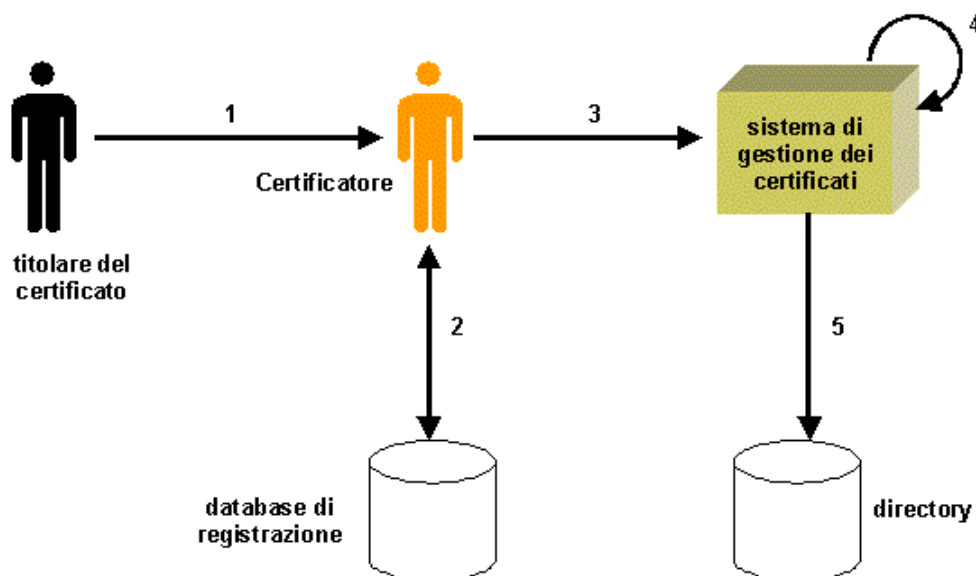 4
1
3
sistema di
gestione dei
certificati
Certificatore
titolare del
certificato
2
5
database di
registrazione
directory